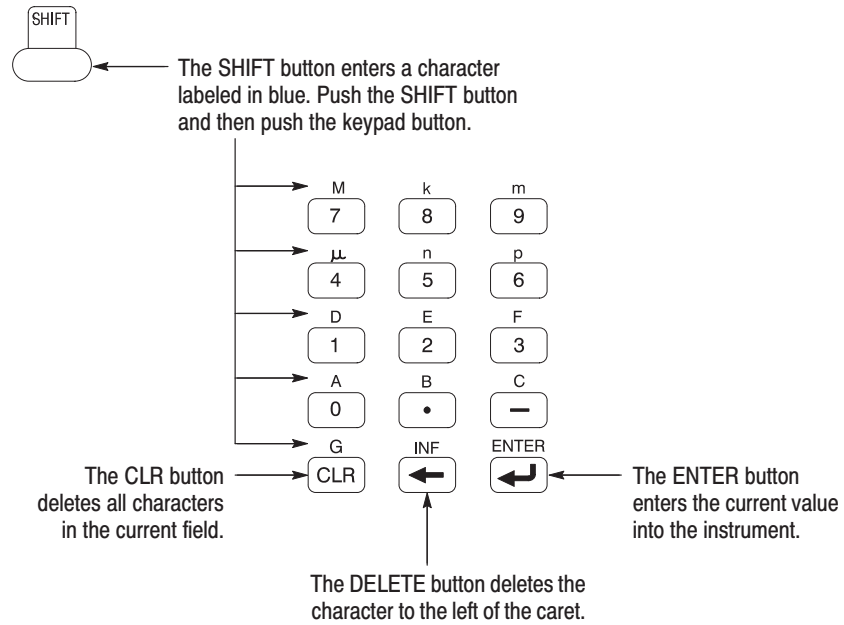 SHIFT
The SHIFT button enters a character
labeled in blue. Push the SHIFT button
and then push the keypad button.
M k m
7 8 9
μ n p
4 5 6
D E F
1 2 3
A B C
0 • —
G INF ENTER
CLR
The CLR button
deletes all characters
in the current field.
The ENTER button
enters the current value
into the instrument.
The DELETE button deletes the
character to the left of the caret.